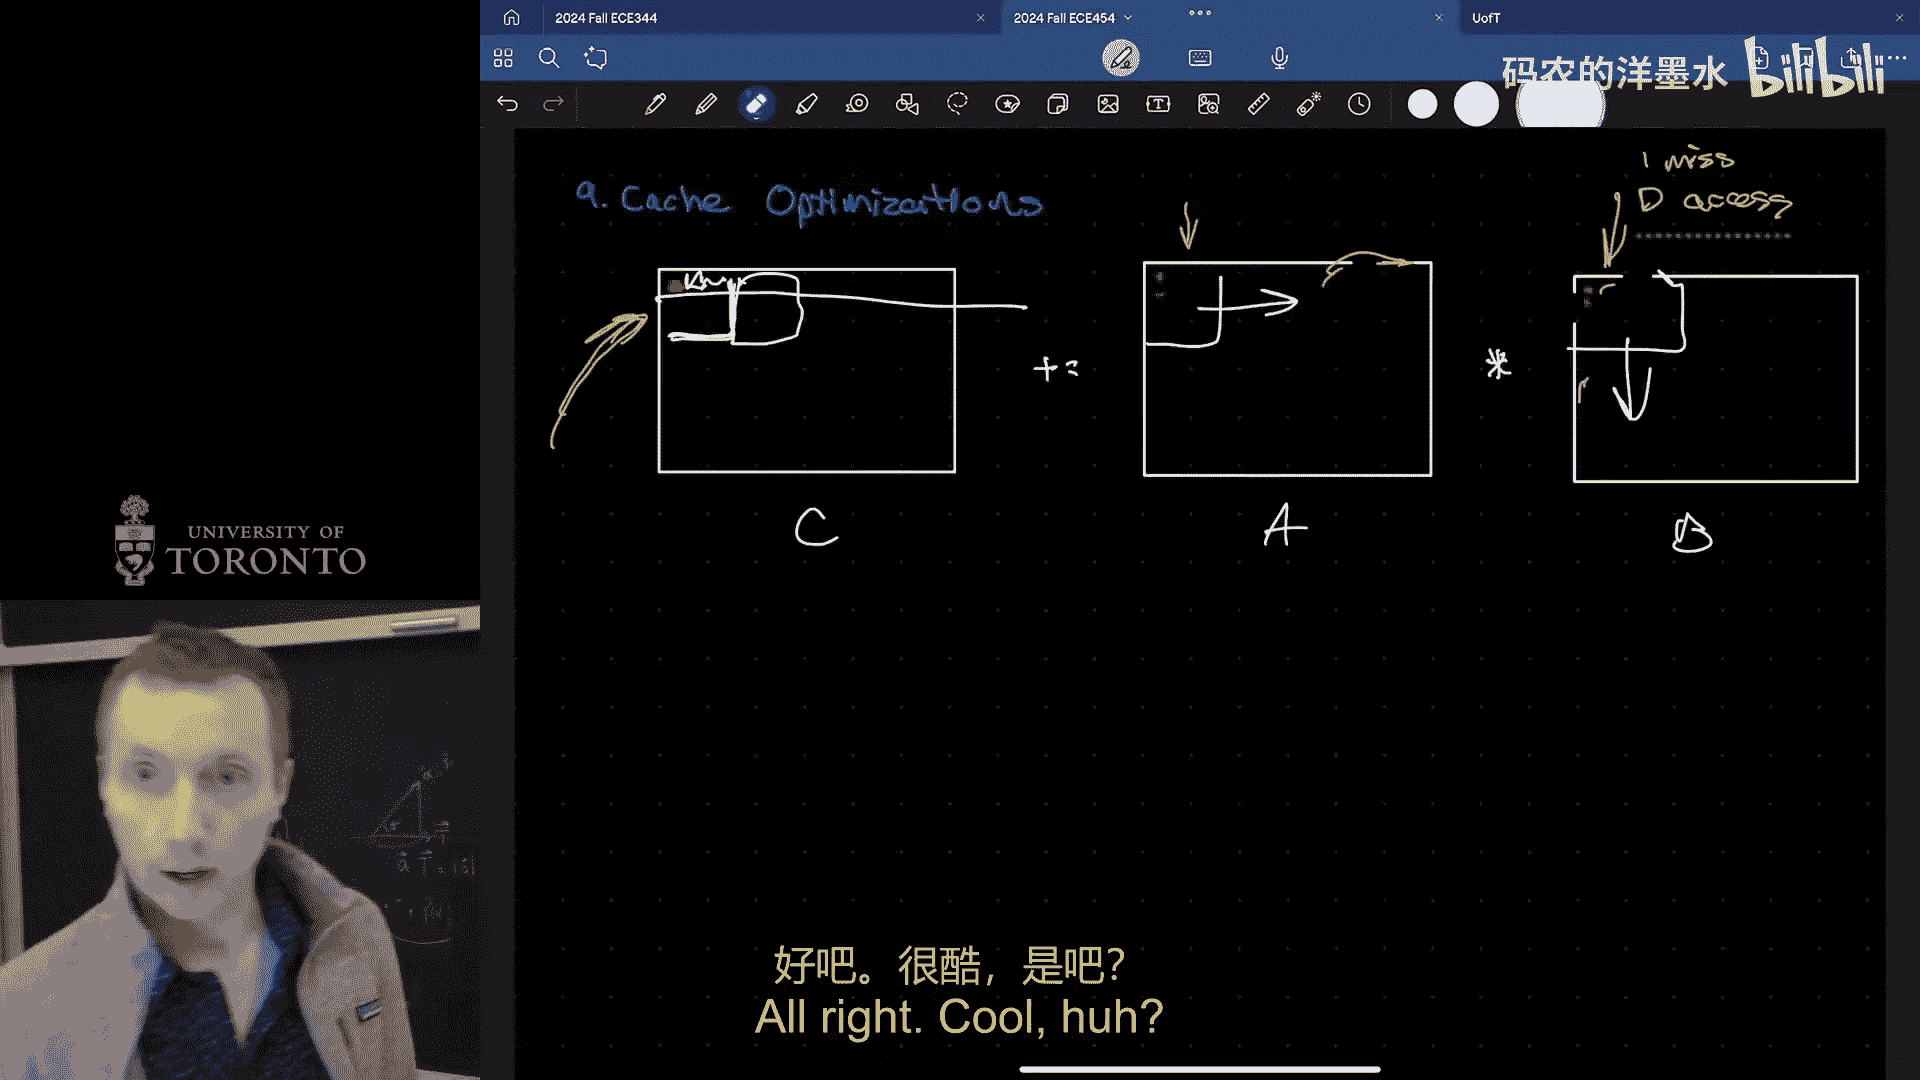 2024 Fall ECE344
2024 Fall ECE454
UofT
码农的洋墨水 bilibili
9. Cache Optimizations
1 miss
D access
+=
*
C
A
B
UNIVERSITY OF
TORONTO
好吧。很酷，是吧？
All right. Cool, huh?